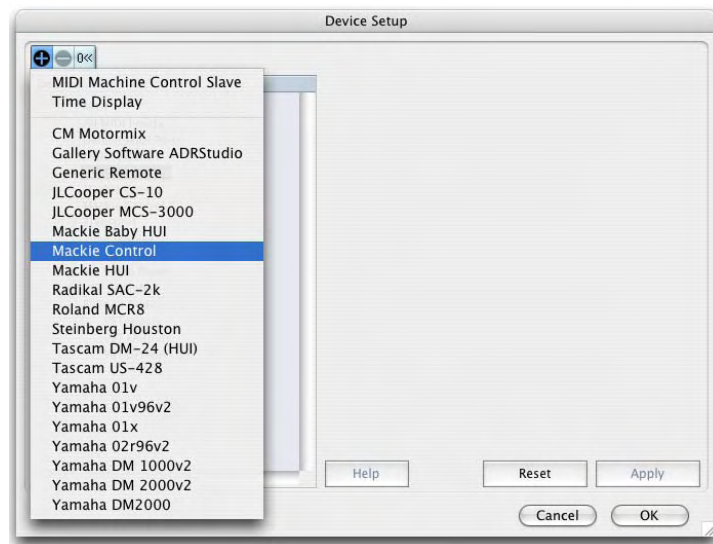 Device Setup
0«
MIDI Machine Control Slave
Time Display
CM Motormix
Gallery Software ADRStudio
Generic Remote
JLCooper CS-10
JLCooper MCS-3000
Mackie Baby HUI
Mackie Control
Mackie HUI
Radikal SAC-2k
Roland MCR8
Steinberg Houston
Tascam DM-24 (HUI)
Tascam US-428
Yamaha 01v
Yamaha 01v96v2
Yamaha 01x
Yamaha 02r96v2
Yamaha DM 1000v2
Yamaha DM 2000v2
Yamaha DM2000
Help
Reset
Apply
Cancel
OK